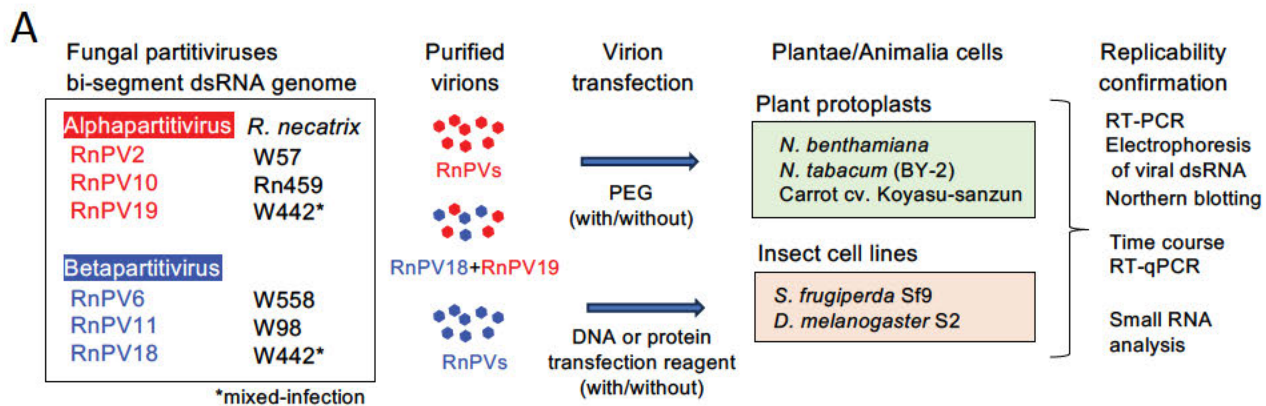 A
Fungal partitiviruses
bi-segment dsRNA genome
Alphapartitivirus R. necatrix
RnPV2 W57
RnPV10 Rn459
RnPV19 W442*
Betapartitivirus
RnPV6 W558
RnPV11 W98
RnPV18 W442*
*mixed-infection
Purified
virions
RnPVs
RnPV18+RnPV19
RnPVs
Virion
transfection
PEG
(with/without)
DNA or protein
transfection reagent
(with/without)
Plantae/Animalia cells
Plant protoplasts
N. benthamiana
N. tabacum (BY-2)
Carrot cv. Koyasu-sanzun
Insect cell lines
S. frugiperda Sf9
D. melanogaster S2
Replicability
confirmation
RT-PCR
Electrophoresis
of viral dsRNA
Northern blotting
Time course
RT-qPCR
Small RNA
analysis